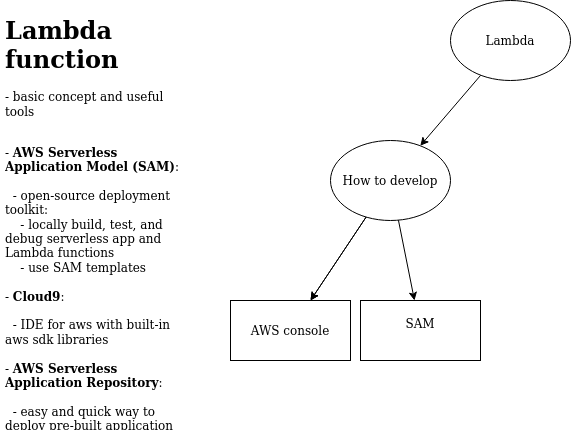 Lambda
function
- basic concept and useful
tools
- AWS Serverless
Application Model (SAM):
- open-source deployment
toolkit:
- locally build, test, and
debug serverless app and
Lambda functions
- use SAM templates
- Cloud9:
- IDE for aws with built-in
aws sdk libraries
- AWS Serverless
Application Repository:
- easy and quick way to
deploy pre-built application
Lambda
How to develop
AWS console
SAM